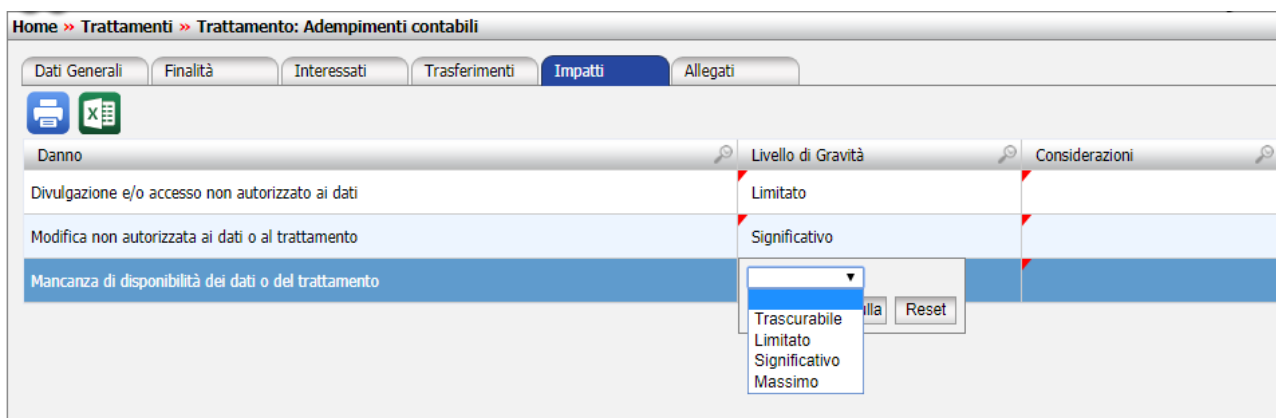 Home » Trattamenti » Trattamento: Adempimenti contabili
Dati Generali Finalità Interessati Trasferimenti Impatti Allegati
Danno Livello di Gravità Considerazioni
Divulgazione e/o accesso non autorizzato ai dati Limitato
Modifica non autorizzata ai dati o al trattamento Significativo
Mancanza di disponibilità dei dati o del trattamento
lla Reset
Trascurabile
Limitato
Significativo
Massimo